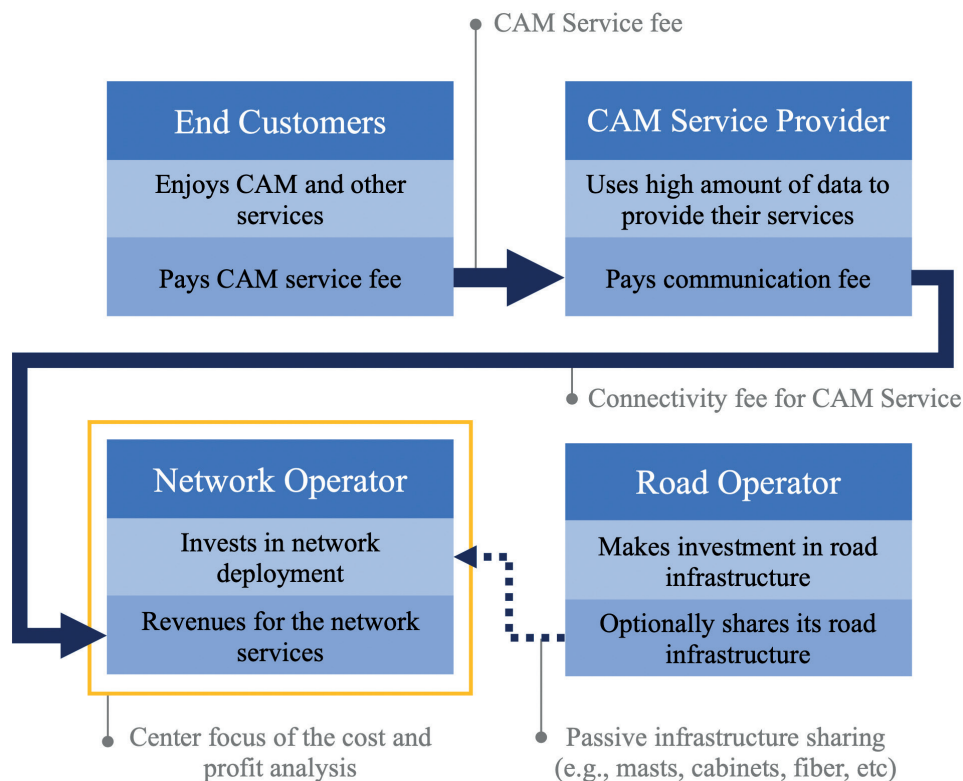 CAM Service fee
End Customers
Enjoys CAM and other
services
Pays CAM service fee
CAM Service Provider
Uses high amount of data to
provide their services
Pays communication fee
Connectivity fee for CAM Service
Network Operator
Invests in network
deployment
Revenues for the network
services
Road Operator
Makes investment in road
infrastructure
Optionally shares its road
infrastructure
Center focus of the cost and
profit analysis
Passive infrastructure sharing
(e.g., masts, cabinets, fiber, etc)